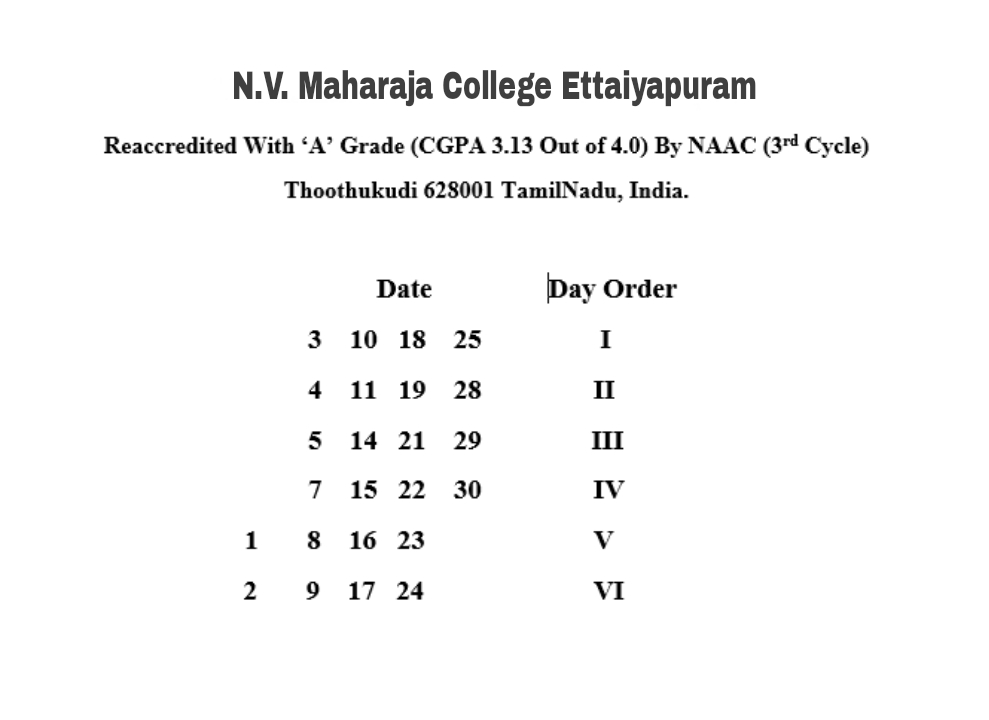 N.V. Maharaja College Ettaiyapuram
Reaccredited With ‘A’ Grade (CGPA 3.13 Out of 4.0) By NAAC (3rd Cycle)
Thoothukudi 628001 TamilNadu, India.
Date Day Order
3 10 18 25 I
4 11 19 28 II
5 14 21 29 III
7 15 22 30 IV
1 8 16 23 V
2 9 17 24 VI